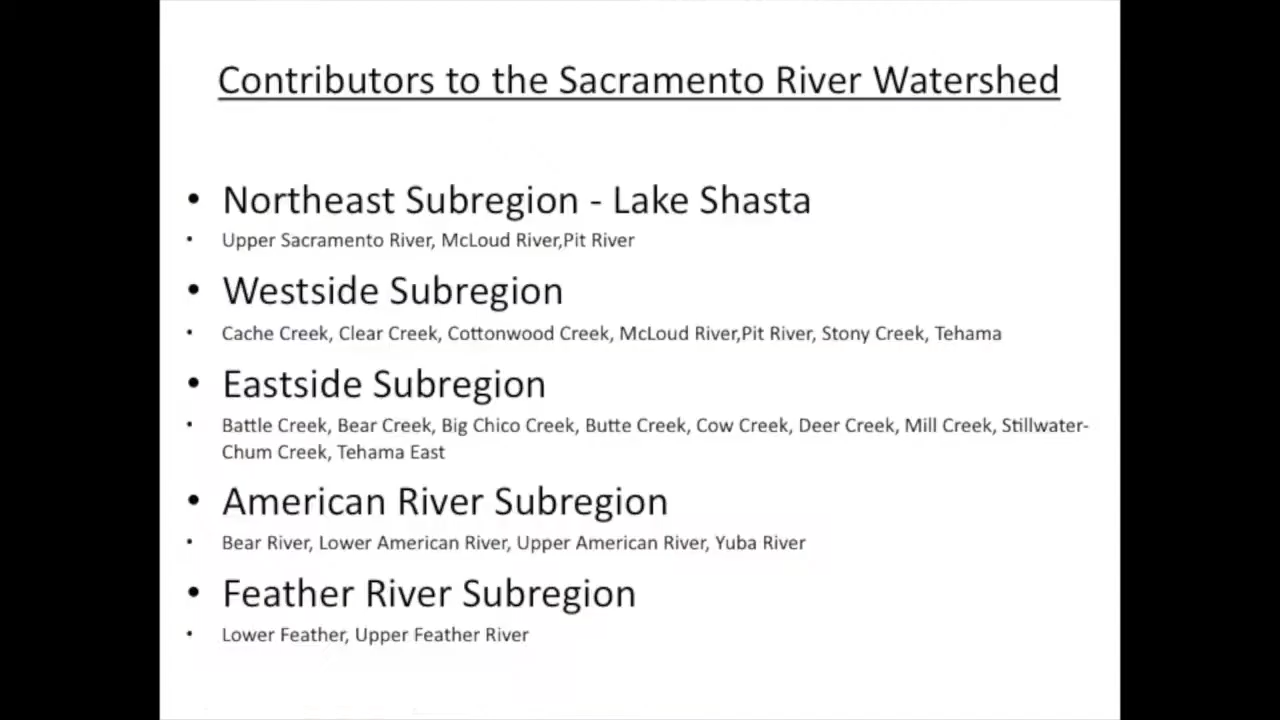 Contributors to the Sacramento River Watershed
• Northeast Subregion - Lake Shasta
• Upper Sacramento River, McLoud River,Pit River
• Westside Subregion
• Cache Creek, Clear Creek, Cottonwood Creek, McLoud River,Pit River, Stony Creek, Tehama
• Eastside Subregion
• Battle Creek, Bear Creek, Big Chico Creek, Butte Creek, Cow Creek, Deer Creek, Mill Creek, Stillwater-
Chum Creek, Tehama East
• American River Subregion
• Bear River, Lower American River, Upper American River, Yuba River
• Feather River Subregion
• Lower Feather, Upper Feather River